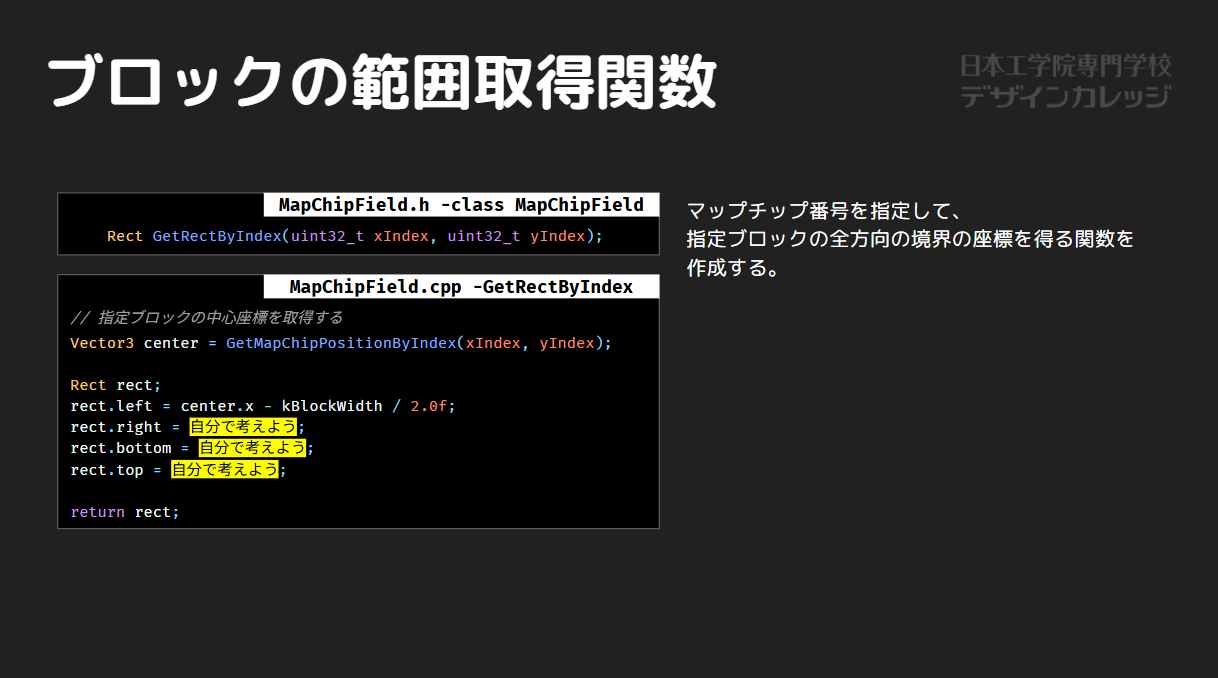 ブロックの範囲取得関数
日本工学院専門学校
デザインカレッジ
MapChipField.h -class MapChipField
Rect GetRectByIndex(uint32_t xIndex, uint32_t yIndex);
マップチップ番号を指定して、
指定ブロックの全方向の境界の座標を得る関数を
作成する。
MapChipField.cpp -GetRectByIndex
// 指定ブロックの中心座標を取得する
Vector3 center = GetMapChipPositionByIndex(xIndex, yIndex);
Rect rect;
rect.left = center.x - kBlockWidth / 2.0f;
rect.right = 自分で考えよう;
rect.bottom = 自分で考えよう;
rect.top = 自分で考えよう;
return rect;